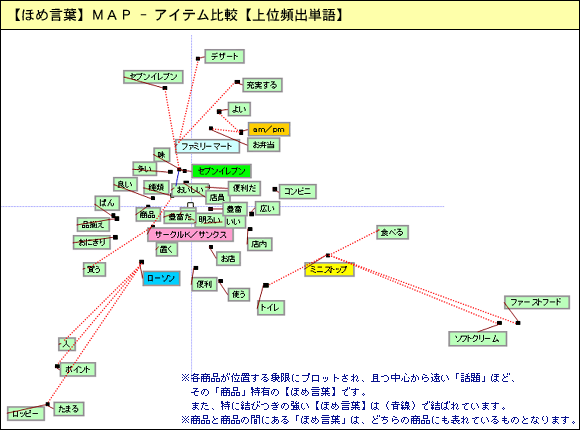 【ほめ言葉】ＭＡＰ － アイテム比較【上位頻出単語】
デザート
セブンイレブン
充実する
よい
am／pm
お弁当
ファミリーマート
味
多い
セブンイレブン
良い
種類
おいしい
便利だ
コンビニ
店員
ぱん
商品
豊富だ
豊富
広い
品揃え
明るい
いい
サークルK／サンクス
食べる
おにぎり
置く
店内
お店
買う
ローソン
ミニストップ
便利
使う
トイレ
ファーストフード
ソフトクリーム
人
ポイント
ロッピー
たまる
※各商品が位置する象限にプロットされ、且つ中心から遠い「話題」ほど、
その「商品」特有の【ほめ言葉】です。
また、特に結びつきの強い【ほめ言葉】は（青線）で結ばれています。
※商品と商品の間にある「ほめ言葉」は、どちらの商品にも表れているものとなります。